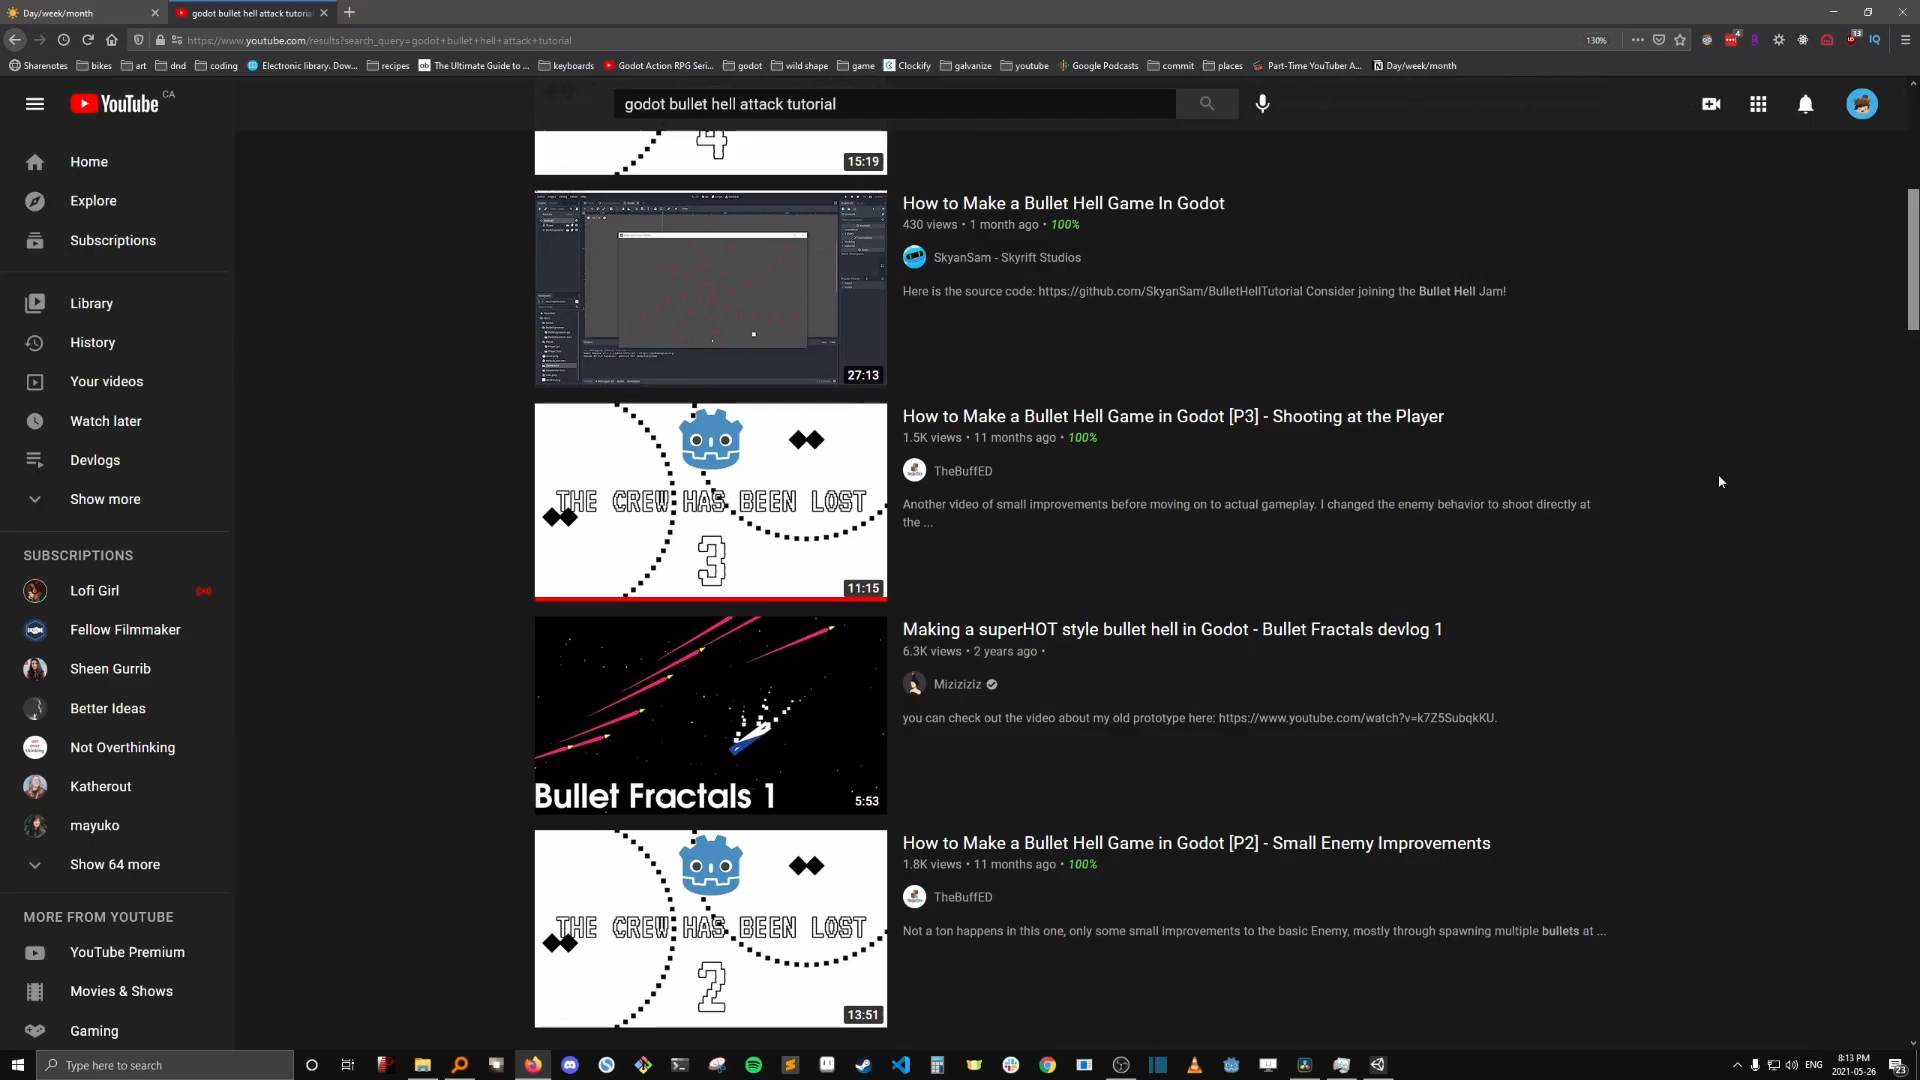 Day/week/month
godot bullet hell attack tutorial
https://www.youtube.com/results?search_query=godot+bullet+hell+attack+tutorial
130%
4
13
Sharenotes
bikes
art
dnd
coding
Electronic library. Dow...
recipes
ab The Ultimate Guide to ...
keyboards
Godot Action RPG Seri...
godot
wild shape
game
Clockify
galvanize
youtube
Google Podcasts
commit
places
Part-Time YouTuber A...
Day/week/month
YouTube CA
godot bullet hell attack tutorial
Home
Explore
Subscriptions
Library
History
Your videos
Watch later
Devlogs
Show more
SUBSCRIPTIONS
Lofi Girl
Fellow Filmmaker
Sheen Gurrib
Better Ideas
Not Overthinking
Katherout
mayuko
Show 64 more
MORE FROM YOUTUBE
YouTube Premium
Movies & Shows
Gaming
4
15:19
27:13
How to Make a Bullet Hell Game In Godot
430 views • 1 month ago • 100%
SkyanSam - Skyrift Studios
Here is the source code: https://github.com/SkyanSam/BulletHellTutorial Consider joining the Bullet Hell Jam!
THE CREW HAS BEEN LOST
3
11:15
How to Make a Bullet Hell Game in Godot [P3] - Shooting at the Player
1.5K views • 11 months ago • 100%
TheBuffED
Another video of small improvements before moving on to actual gameplay. I changed the enemy behavior to shoot directly at
the ...
Bullet Fractals 1
5:53
Making a superHOT style bullet hell in Godot - Bullet Fractals devlog 1
6.3K views • 2 years ago •
Miziziziz
you can check out the video about my old prototype here: https://www.youtube.com/watch?v=k7Z5SubqkKU.
THE CREW HAS BEEN LOST
2
13:51
How to Make a Bullet Hell Game in Godot [P2] - Small Enemy Improvements
1.8K views • 11 months ago • 100%
TheBuffED
Not a ton happens in this one, only some small improvements to the basic Enemy, mostly through spawning multiple bullets at ...
Type here to search
ENG
8:13 PM
2021-05-26
23